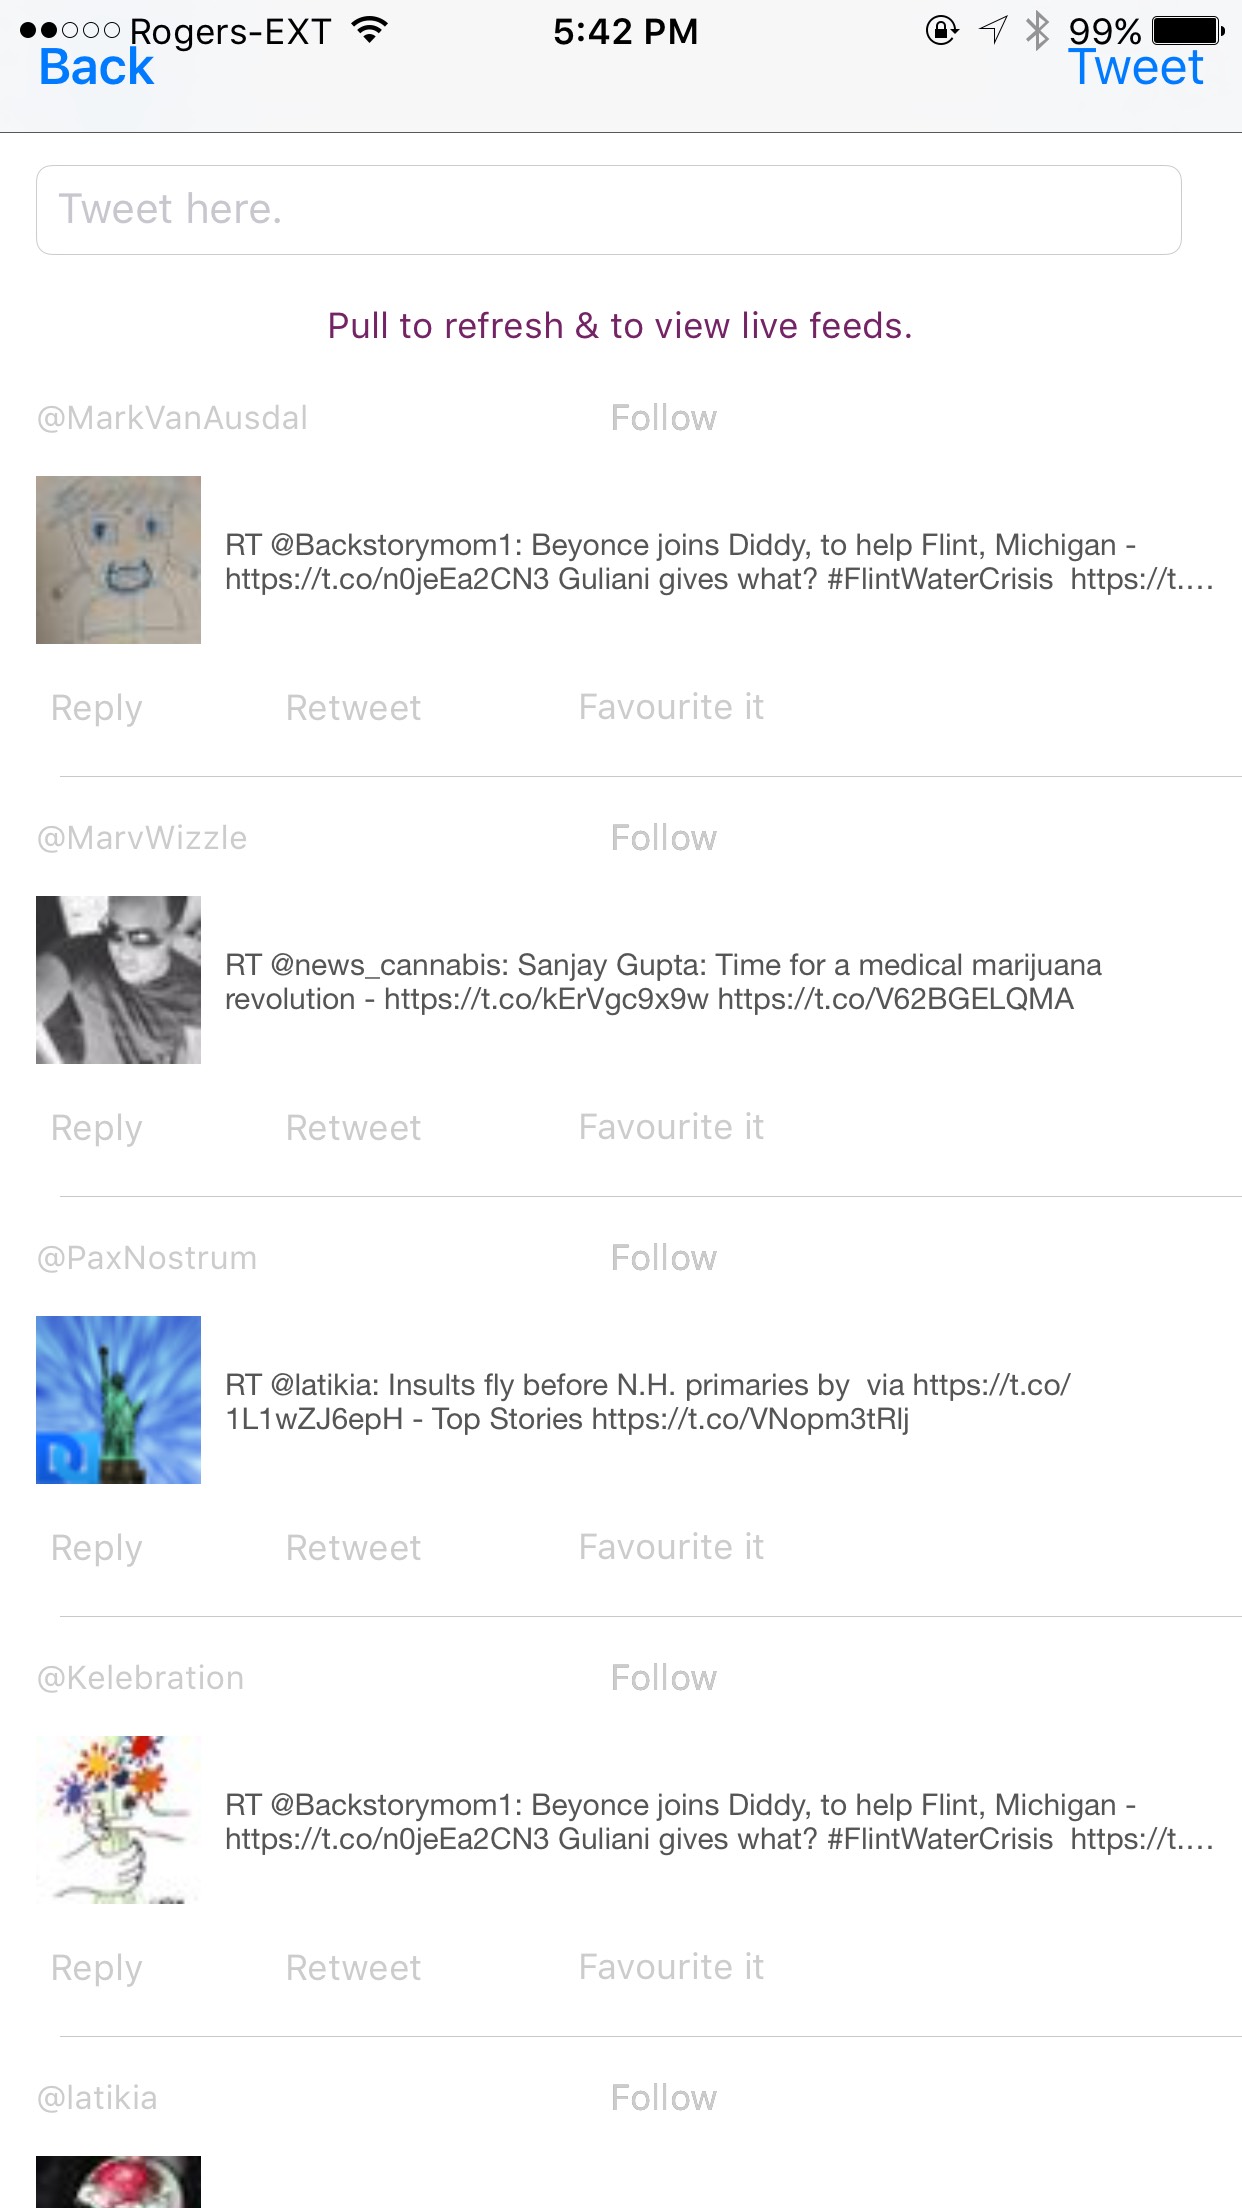 Rogers-EXT 5:42 PM 99%
Back Tweet
Tweet here.
Pull to refresh & to view live feeds.
@MarkVanAusdal Follow
RT @Backstorymom1: Beyonce joins Diddy, to help Flint, Michigan -
https://t.co/n0jeEa2CN3 Guliani gives what? #FlintWaterCrisis  https://t.…
Reply Retweet Favourite it
@MarvWizzle Follow
RT @news_cannabis: Sanjay Gupta: Time for a medical marijuana
revolution - https://t.co/kErVgc9x9w https://t.co/V62BGELQMA
Reply Retweet Favourite it
@PaxNostrum Follow
RT @latikia: Insults fly before N.H. primaries by  via https://t.co/
1L1wZJ6epH - Top Stories https://t.co/VNopm3tRlj
Reply Retweet Favourite it
@Kelebration Follow
RT @Backstorymom1: Beyonce joins Diddy, to help Flint, Michigan -
https://t.co/n0jeEa2CN3 Guliani gives what? #FlintWaterCrisis  https://t.…
Reply Retweet Favourite it
@latikia Follow